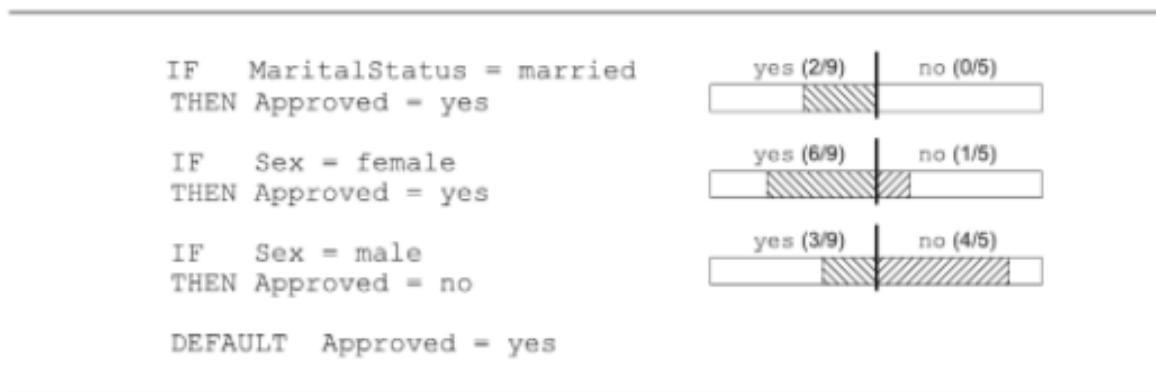 IF MaritalStatus = married yes (2/9) no (0/5)
THEN Approved = yes
IF Sex = female yes (6/9) no (1/5)
THEN Approved = yes
IF Sex = male yes (3/9) no (4/5)
THEN Approved = no
DEFAULT Approved = yes